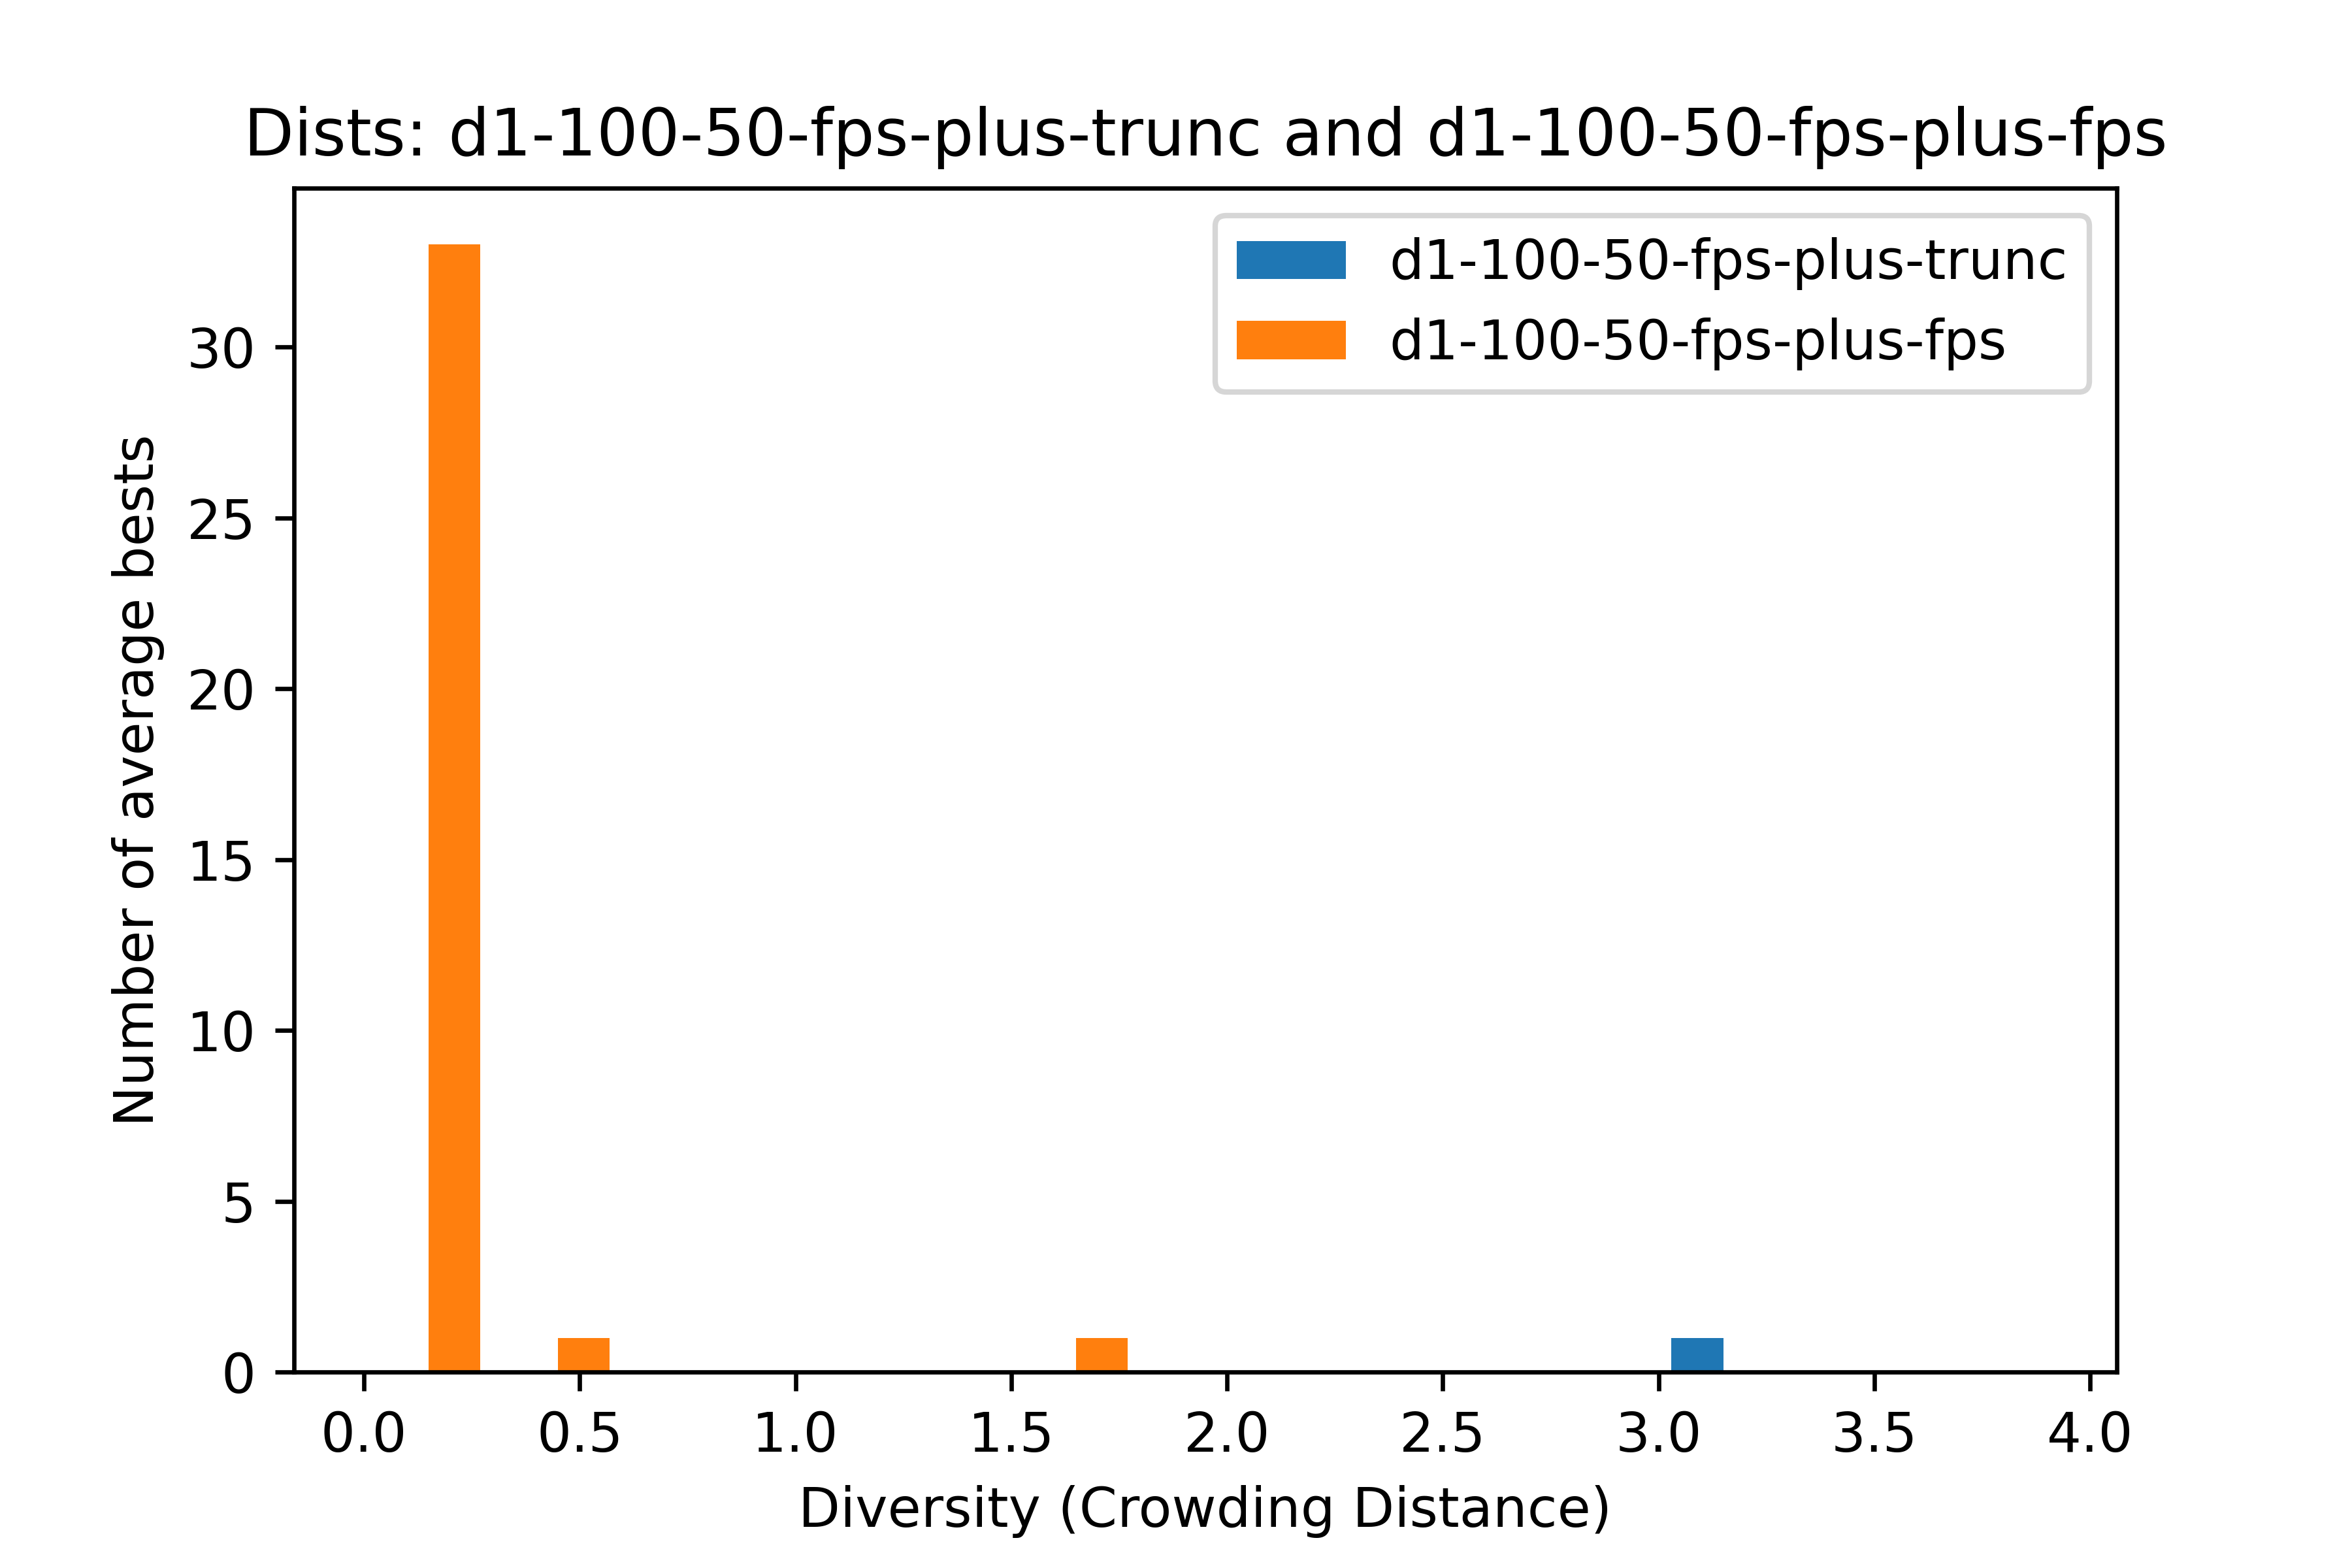 Dists: d1-100-50-fps-plus-trunc and d1-100-50-fps-plus-fps
d1-100-50-fps-plus-trunc
d1-100-50-fps-plus-fps
Number of average bests
30
25
20
15
10
5
0
0.0 0.5 1.0 1.5 2.0 2.5 3.0 3.5 4.0
Diversity (Crowding Distance)